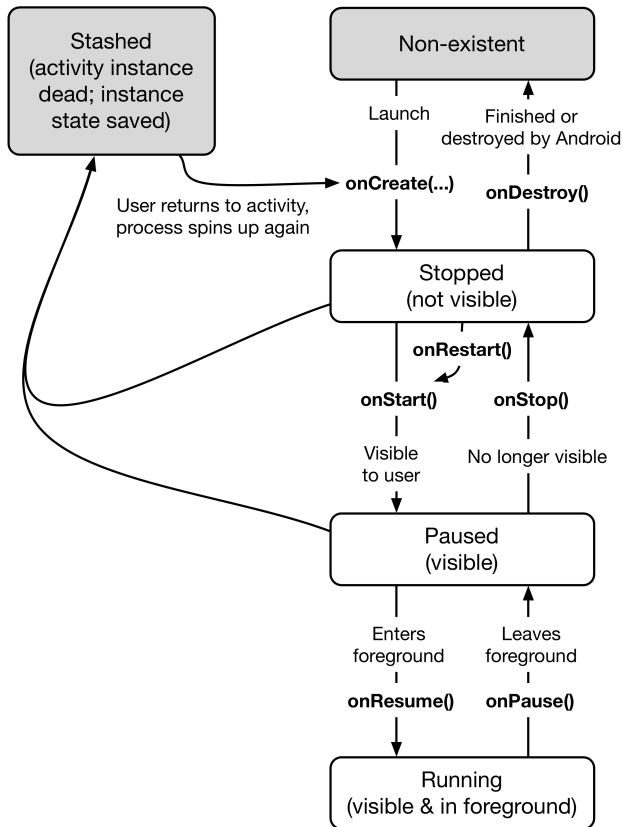 Stashed
(activity instance
dead; instance
state saved)
Non-existent
Launch
Finished or
destroyed by Android
onCreate(...)
onDestroy()
User returns to activity,
process spins up again
Stopped
(not visible)
onRestart()
onStart()
onStop()
Visible
to user
No longer visible
Paused
(visible)
Enters
foreground
Leaves
foreground
onResume()
onPause()
Running
(visible & in foreground)